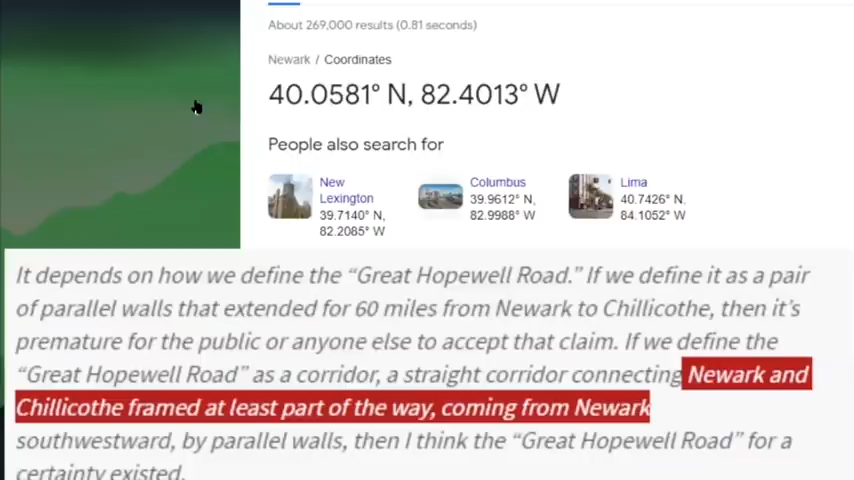 About 269,000 results (0.81 seconds)
Newark / Coordinates
40.0581° N, 82.4013° W
People also search for
New
Lexington
39.7140° N,
82.2085° W
Columbus
39.9612° N,
82.9988° W
Lima
40.7426° N,
84.1052° W
It depends on how we define the “Great Hopewell Road.” If we define it as a pair
of parallel walls that extended for 60 miles from Newark to Chillicothe, then it’s
premature for the public or anyone else to accept that claim. If we define the
“Great Hopewell Road” as a corridor, a straight corridor connecting Newark and
Chillicothe framed at least part of the way, coming from Newark
southwestward, by parallel walls, then I think the “Great Hopewell Road” for a
certainty existed.